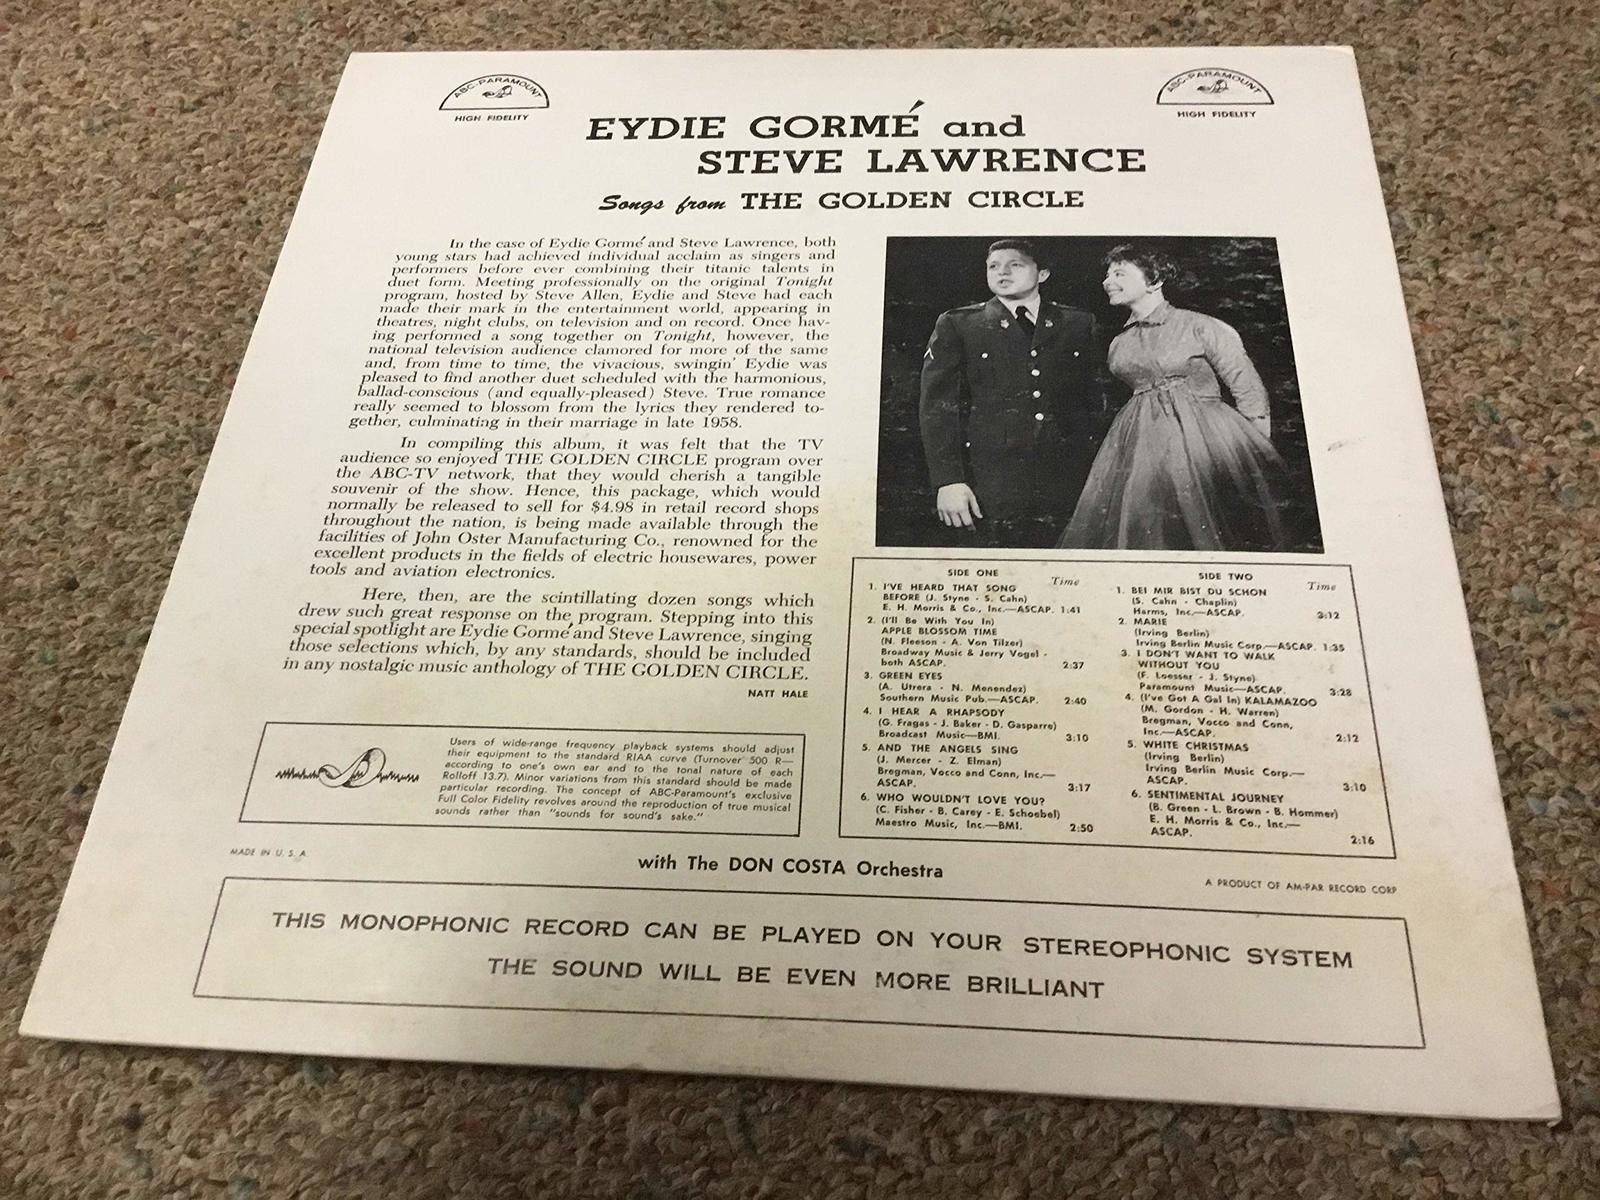 ABC-PARAMOUNT
HIGH FIDELITY
ABC-PARAMOUNT
HIGH FIDELITY
EYDIE GORMÉ and
STEVE LAWRENCE
Songs from THE GOLDEN CIRCLE
In the case of Eydie Gormé and Steve Lawrence, both
young stars had achieved individual acclaim as singers and
performers before ever combining their titanic talents in
duet form. Meeting professionally on the original Tonight
program, hosted by Steve Allen, Eydie and Steve had each
made their mark in the entertainment world, appearing in
theatres, night clubs, on television and on record. Once hav-
ing performed a song together on Tonight, however, the
national television audience clamored for more of the same
and, from time to time, the vivacious, swingin' Eydie was
pleased to find another duet scheduled with the harmonious,
ballad-conscious (and equally-pleased) Steve. True romance
really seemed to blossom from the lyrics they rendered to-
gether, culminating in their marriage in late 1958.
In compiling this album, it was felt that the TV
audience so enjoyed THE GOLDEN CIRCLE program over
the ABC-TV network, that they would cherish a tangible
souvenir of the show. Hence, this package, which would
normally be released to sell for $4.98 in retail record shops
throughout the nation, is being made available through the
facilities of John Oster Manufacturing Co., renowned for the
excellent products in the fields of electric housewares, power
tools and aviation electronics.
Here, then, are the scintillating dozen songs which
drew such great response on the program. Stepping into this
special spotlight are Eydie Gormé and Steve Lawrence, singing
those selections which, by any standards, should be included
in any nostalgic music anthology of THE GOLDEN CIRCLE.
NATT HALE
Users of wide-range frequency playback systems should adjust
their equipment to the standard RIAA curve (Turnover 500 R—
according to one's own ear and to the tonal nature of each
Rolloff 13.7). Minor variations from this standard should be made
particular recording. The concept of ABC-Paramount's exclusive
Full Color Fidelity revolves around the reproduction of true musical
sounds rather than "sounds for sound's sake."
SIDE ONE
Time
1. I'VE HEARD THAT SONG
BEFORE (J. Styne - S. Cahn)
E. H. Morris & Co., Inc.—ASCAP. 1:41
2. (I'll Be With You In)
APPLE BLOSSOM TIME
(N. Fleeson - A. Von Tilzer)
Broadway Music & Jerry Vogel -
both ASCAP. 2:37
3. GREEN EYES
(A. Utrera - N. Menendez)
Southern Music Pub.—ASCAP. 2:40
4. I HEAR A RHAPSODY
(G. Fragas - J. Baker - D. Gasparre)
Broadcast Music—BMI. 3:10
5. AND THE ANGELS SING
(J. Mercer - Z. Elman)
Bregman, Vocco and Conn, Inc.—
ASCAP. 3:17
6. WHO WOULDN'T LOVE YOU?
(C. Fisher - B. Carey - E. Schoebel)
Maestro Music, Inc.—BMI. 2:50
SIDE TWO
Time
1. BEI MIR BIST DU SCHON
(S. Cahn - Chaplin)
Harms, Inc.—ASCAP. 3:12
2. MARIE
(Irving Berlin)
Irving Berlin Music Corp.—ASCAP. 1:35
3. I DON'T WANT TO WALK
WITHOUT YOU
(F. Loesser - J. Styne)
Paramount Music—ASCAP. 3:28
4. (I've Got A Gal In) KALAMAZOO
(M. Gordon - H. Warren)
Bregman, Vocco and Conn,
Inc.—ASCAP. 2:12
5. WHITE CHRISTMAS
(Irving Berlin)
Irving Berlin Music Corp.—
ASCAP. 3:10
6. SENTIMENTAL JOURNEY
(B. Green - L. Brown - B. Hommer)
E. H. Morris & Co., Inc.—
ASCAP. 2:16
MADE IN U. S. A.
with The DON COSTA Orchestra
A PRODUCT OF AM-PAR RECORD CORP
THIS MONOPHONIC RECORD CAN BE PLAYED ON YOUR STEREOPHONIC SYSTEM
THE SOUND WILL BE EVEN MORE BRILLIANT